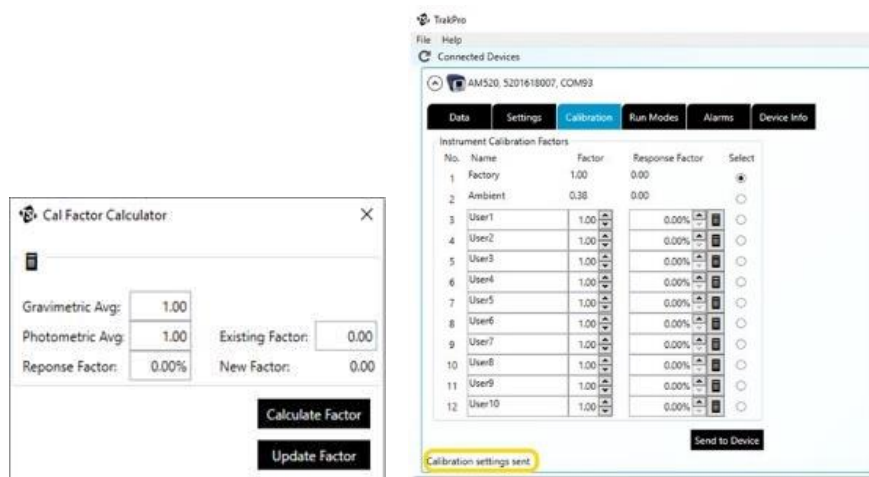 Cal Factor Calculator
Gravimetric Avg: 1.00
Photometric Avg: 1.00 Existing Factor: 0.00
Reponse Factor: 0.00% New Factor: 0.00
Calculate Factor
Update Factor
TrakPro
File Help
Connected Devices
AM520, 5201618007, COM93
Data Settings Calibration Run Modes Alarms Device Info
Instrument Calibration Factors
No. Name Factor Response Factor Select
1 Factory 1.00 0.00
2 Ambient 0.38 0.00
3 User1 1.00 0.00%
4 User2 1.00 0.00%
5 User3 1.00 0.00%
6 User4 1.00 0.00%
7 User5 1.00 0.00%
8 User6 1.00 0.00%
9 User7 1.00 0.00%
10 User8 1.00 0.00%
11 User9 1.00 0.00%
12 User10 1.00 0.00%
Send to Device
Calibration settings sent